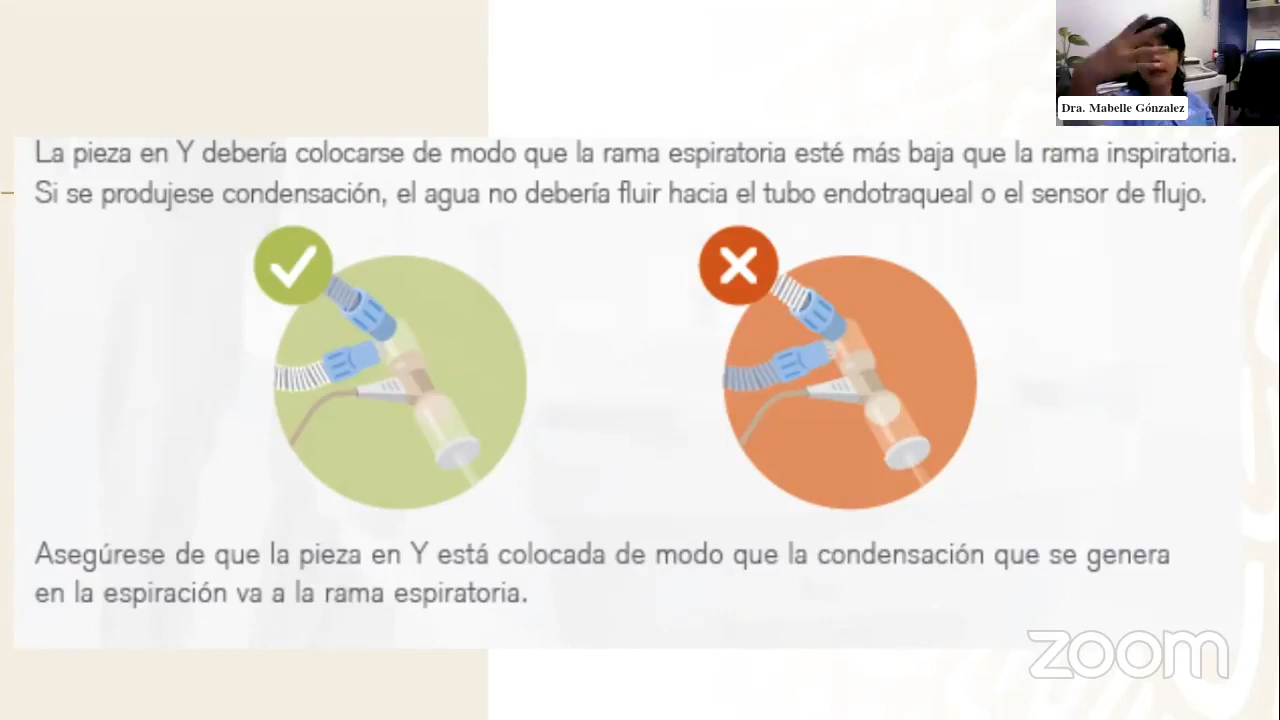 Dra. Mabelle Gónzalez
La pieza en Y debería colocarse de modo que la rama espiratoria esté más baja que la rama inspiratoria.
Si se produjese condensación, el agua no debería fluir hacia el tubo endotraqueal o el sensor de flujo.
Asegúrese de que la pieza en Y está colocada de modo que la condensación que se genera
en la espiración va a la rama espiratoria.
zoom